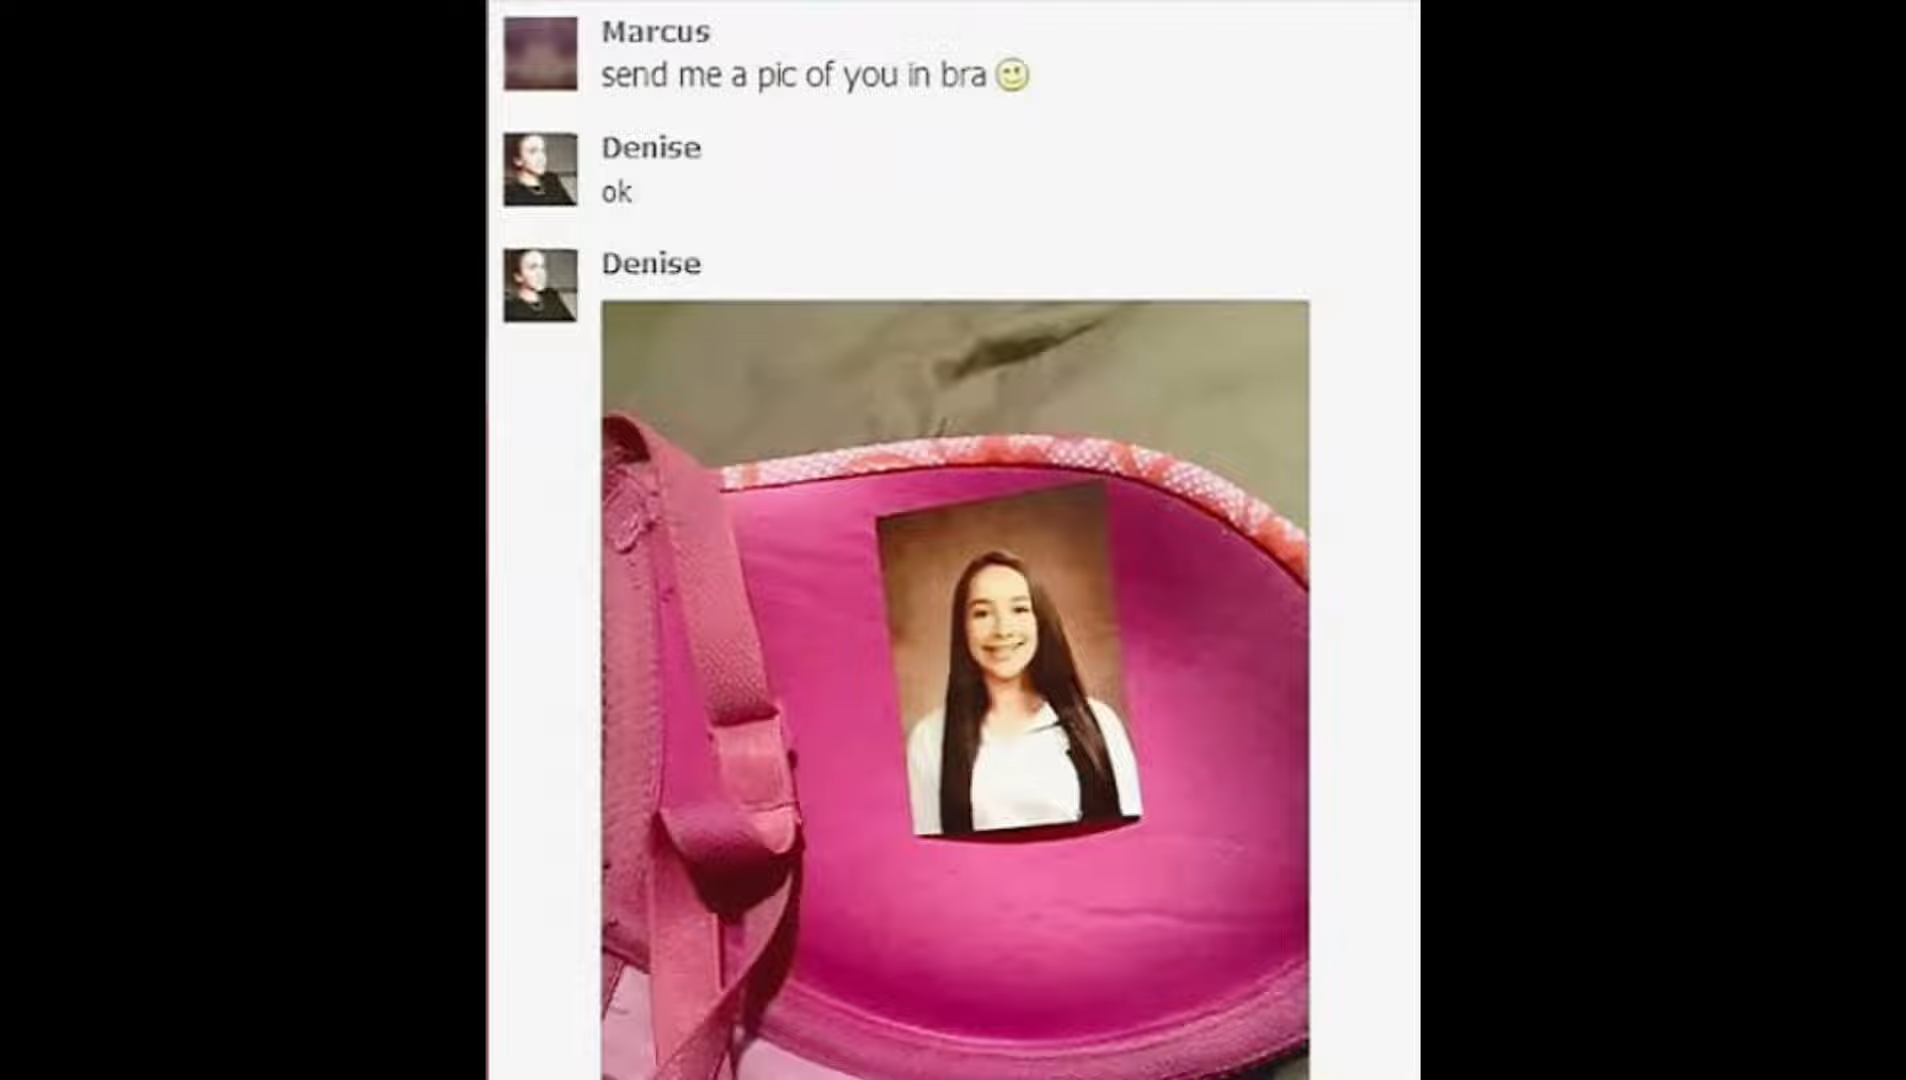 Marcus
send me a pic of you in bra
Denise
ok
Denise